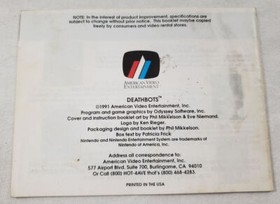 NOTE: In the interest of product improvement, specifications are
subject to change without prior notice. This booklet maybe copied
freely by consumers and video rental stores.
AMERICAN VIDEO
ENTERTAINMENT
DEATHBOTS™
©1991 American Video Entertainment, Inc.
Program and game graphics by Odyssey Software, Inc.
Cover and instruction booklet art by Phil Mikkelson and Eve Niemand.
Logo by Ken Rieger.
Packaging design and booklet by Phil Mikkelson.
Box text by Patricia Frick
Nintendo and Nintendo Entertainment System are trademarks of
Nintendo of America, Inc.
Address all correspondence to:
American Video Entertainment, Inc.
577 Airport Blvd., Suite 700, Burlingame, CA 94010
Or Call (800) HOT-4AVE that's (800) 468-4283.
PRINTED IN THE USA